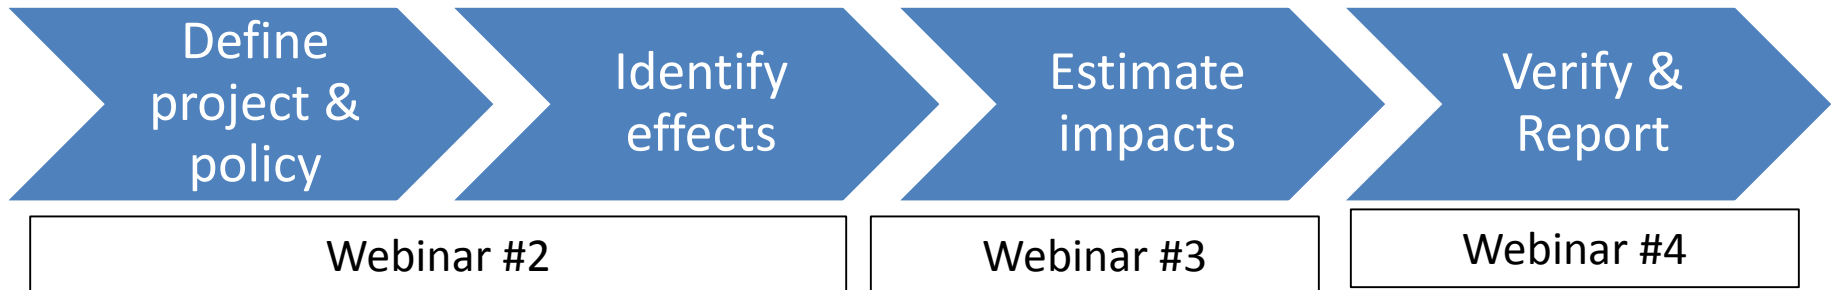 Define
project &
policy
Identify
effects
Estimate
impacts
Verify &
Report
Webinar #2
Webinar #3
Webinar #4